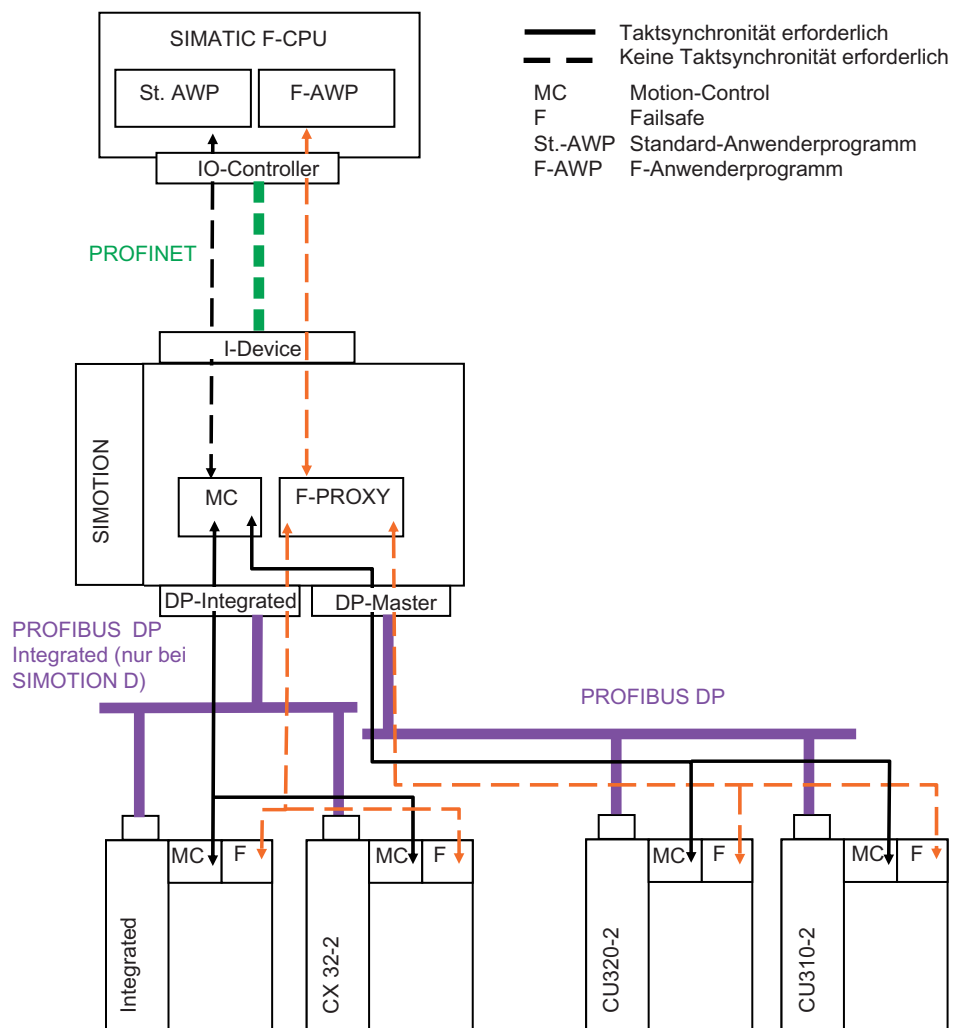 SIMATIC F-CPU
St. AWP
F-AWP
IO-Controller
Taktsynchronität erforderlich
Keine Taktsynchronität erforderlich
MC Motion-Control
F Failsafe
St.-AWP Standard-Anwenderprogramm
F-AWP F-Anwenderprogramm
PROFINET
I-Device
SIMOTION
MC
F-PROXY
DP-Integrated
DP-Master
PROFIBUS DP
Integrated (nur bei
SIMOTION D)
PROFIBUS DP
Integrated
MC
F
CX 32-2
MC
F
CU320-2
MC
F
CU310-2
MC
F